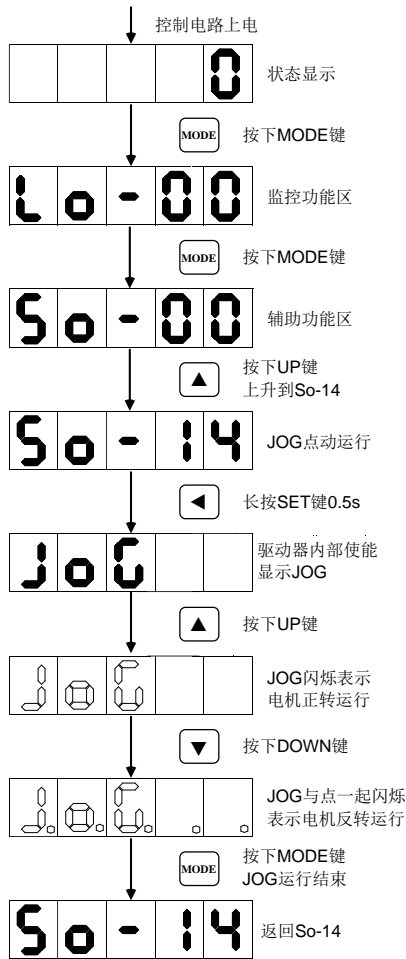 控制电路上电
0
状态显示
MODE
按下MODE键
Lo-00
监控功能区
MODE
按下MODE键
So-00
辅助功能区
按下UP键
上升到So-14
So-14
JOG点动运行
长按SET键0.5s
JoG
驱动器内部使能
显示JOG
按下UP键
JoG
JOG闪烁表示
电机正转运行
按下DOWN键
J.o.G. . .
JOG与点一起闪烁
表示电机反转运行
MODE
按下MODE键
JOG运行结束
So-14
返回So-14